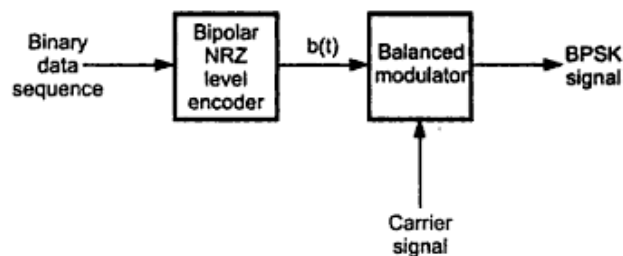 Binary
data
sequence
Bipolar
NRZ
level
encoder
b(t)
Balanced
modulator
BPSK
signal
Carrier
signal